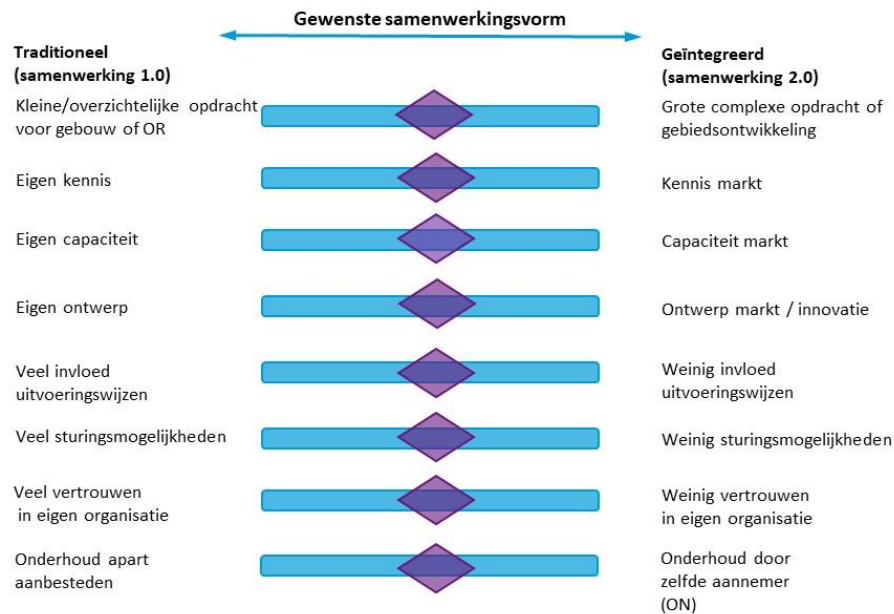 Gewenste samenwerkingsvorm
Traditioneel
(samenwerking 1.0)
Geïntegreerd
(samenwerking 2.0)
Kleine/overzichtelijke opdracht
voor gebouw of OR
Grote complexe opdracht of
gebiedsontwikkeling
Eigen kennis
Kennis markt
Eigen capaciteit
Capaciteit markt
Eigen ontwerp
Ontwerp markt / innovatie
Veel invloed
uitvoeringswijzen
Weinig invloed
uitvoeringswijzen
Veel sturingsmogelijkheden
Weinig sturingsmogelijkheden
Veel vertrouwen
in eigen organisatie
Weinig vertrouwen
in eigen organisatie
Onderhoud apart
aanbesteden
Onderhoud door
zelfde aannemer
(ON)